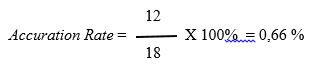 12
Accuration Rate = X 100% = 0,66 %
18